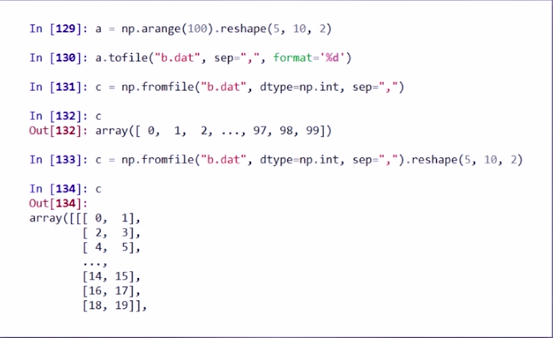 In [129]: a = np.arange(100).reshape(5, 10, 2)
In [130]: a.tofile("b.dat", sep=",", format='%d')
In [131]: c = np.fromfile("b.dat", dtype=np.int, sep=",")
In [132]: c
Out[132]: array([ 0,  1,  2, ..., 97, 98, 99])
In [133]: c = np.fromfile("b.dat", dtype=np.int, sep=",").reshape(5, 10, 2)
In [134]: c
Out[134]:
array([[[ 0,  1],
        [ 2,  3],
        [ 4,  5],
        ...,
        [14, 15],
        [16, 17],
        [18, 19]],